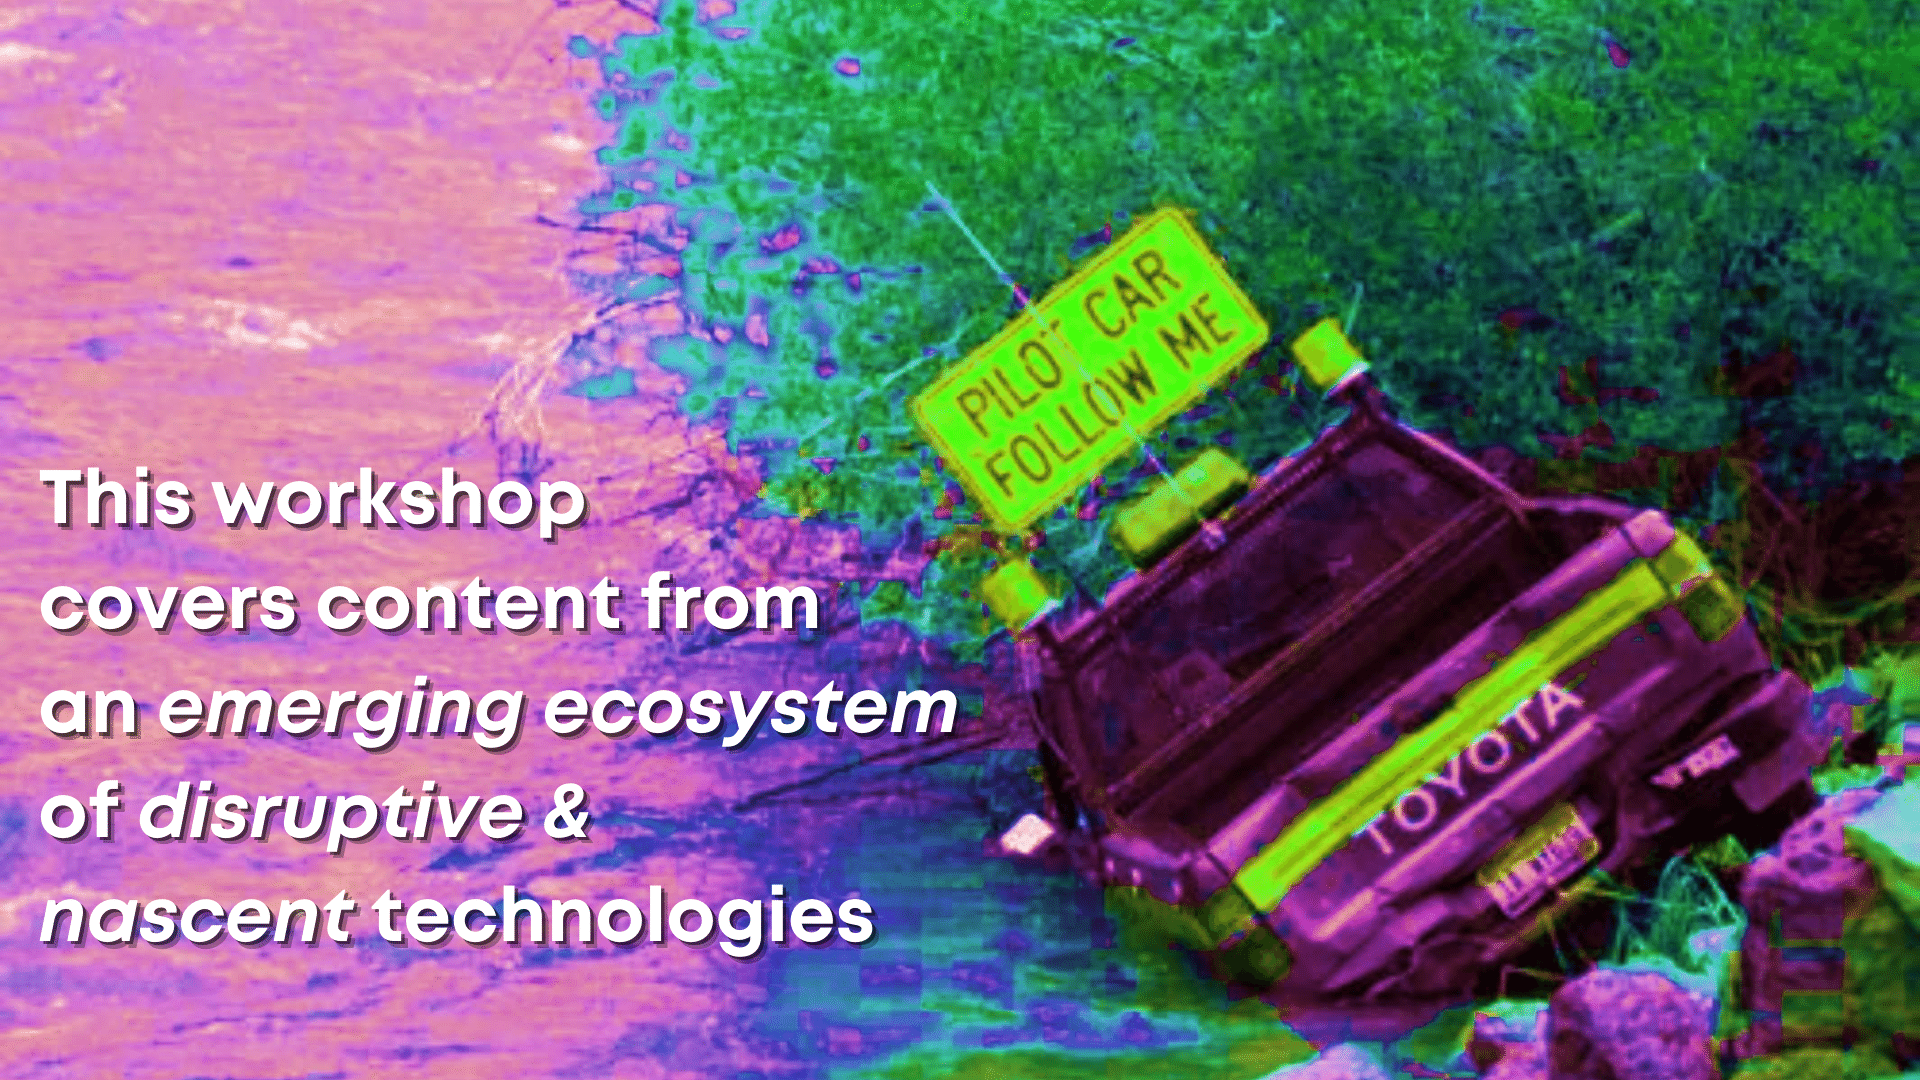 This workshop
covers content from
an emerging ecosystem
of disruptive &
nascent technologies
PILOT CAR
FOLLOW ME
TOYOTA